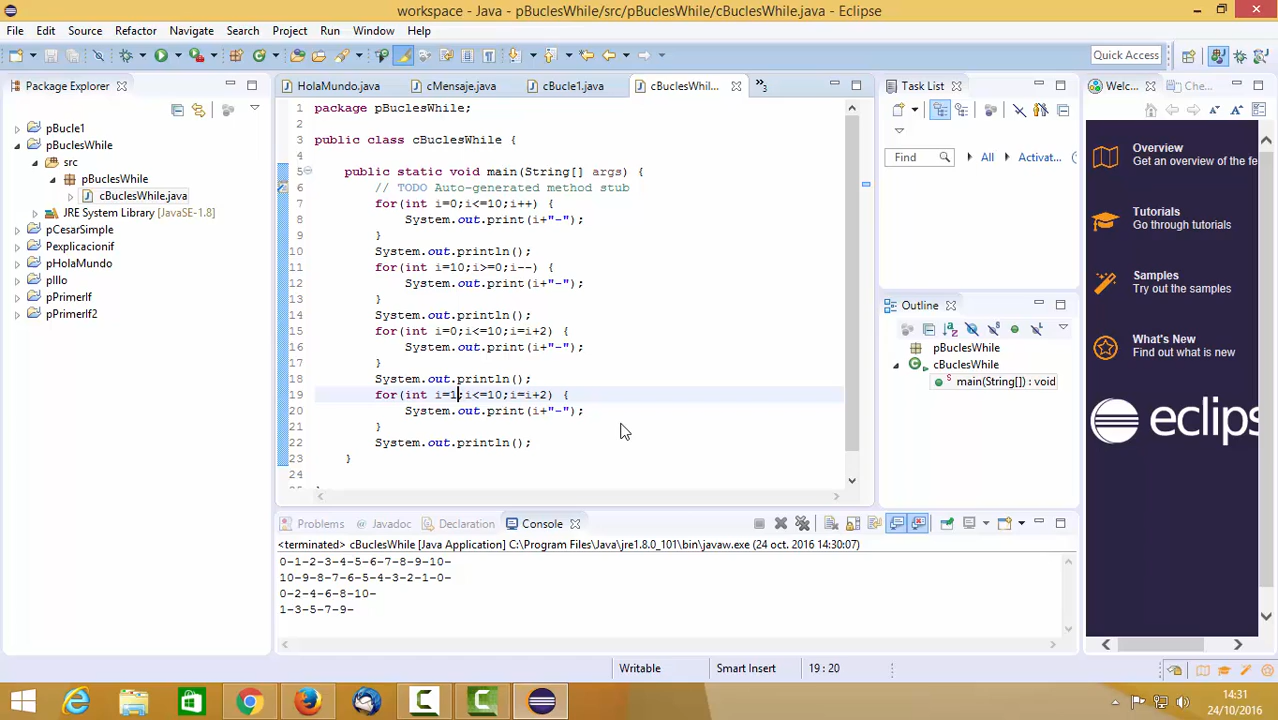 workspace - Java - pBuclesWhile/src/pBuclesWhile/cBuclesWhile.java - Eclipse
File Edit Source Refactor Navigate Search Project Run Window Help
Quick Access
Package Explorer
pBucle1
pBuclesWhile
src
pBuclesWhile
cBuclesWhile.java
JRE System Library [JavaSE-1.8]
pCesarSimple
Pexplicacionif
pHolaMundo
pIIo
pPrimerIf
pPrimerIf2
HolaMundo.java cMensaje.java cBucle1.java cBuclesWhil... »3
1 package pBuclesWhile;
2
3 public class cBuclesWhile {
4
5 public static void main(String[] args) {
6 // TODO Auto-generated method stub
7 for(int i=0;i<=10;i++) {
8 System.out.print(i+"-");
9 }
10 System.out.println();
11 for(int i=10;i>=0;i--) {
12 System.out.print(i+"-");
13 }
14 System.out.println();
15 for(int i=0;i<=10;i=i+2) {
16 System.out.print(i+"-");
17 }
18 System.out.println();
19 for(int i=1;i<=10;i=i+2) {
20 System.out.print(i+"-");
21 }
22 System.out.println();
23 }
24
Task List
Find All Activat...
Outline
pBuclesWhile
cBuclesWhile
main(String[]) : void
Welc... Che...
Overview
Get an overview of the fe
Tutorials
Go through tutorials
Samples
Try out the samples
What's New
Find out what is new
eclips
Problems Javadoc Declaration Console
<terminated> cBuclesWhile [Java Application] C:\Program Files\Java\jre1.8.0_101\bin\javaw.exe (24 oct. 2016 14:30:07)
0-1-2-3-4-5-6-7-8-9-10-
10-9-8-7-6-5-4-3-2-1-0-
0-2-4-6-8-10-
1-3-5-7-9-
Writable Smart Insert 19 : 20
14:31
24/10/2016